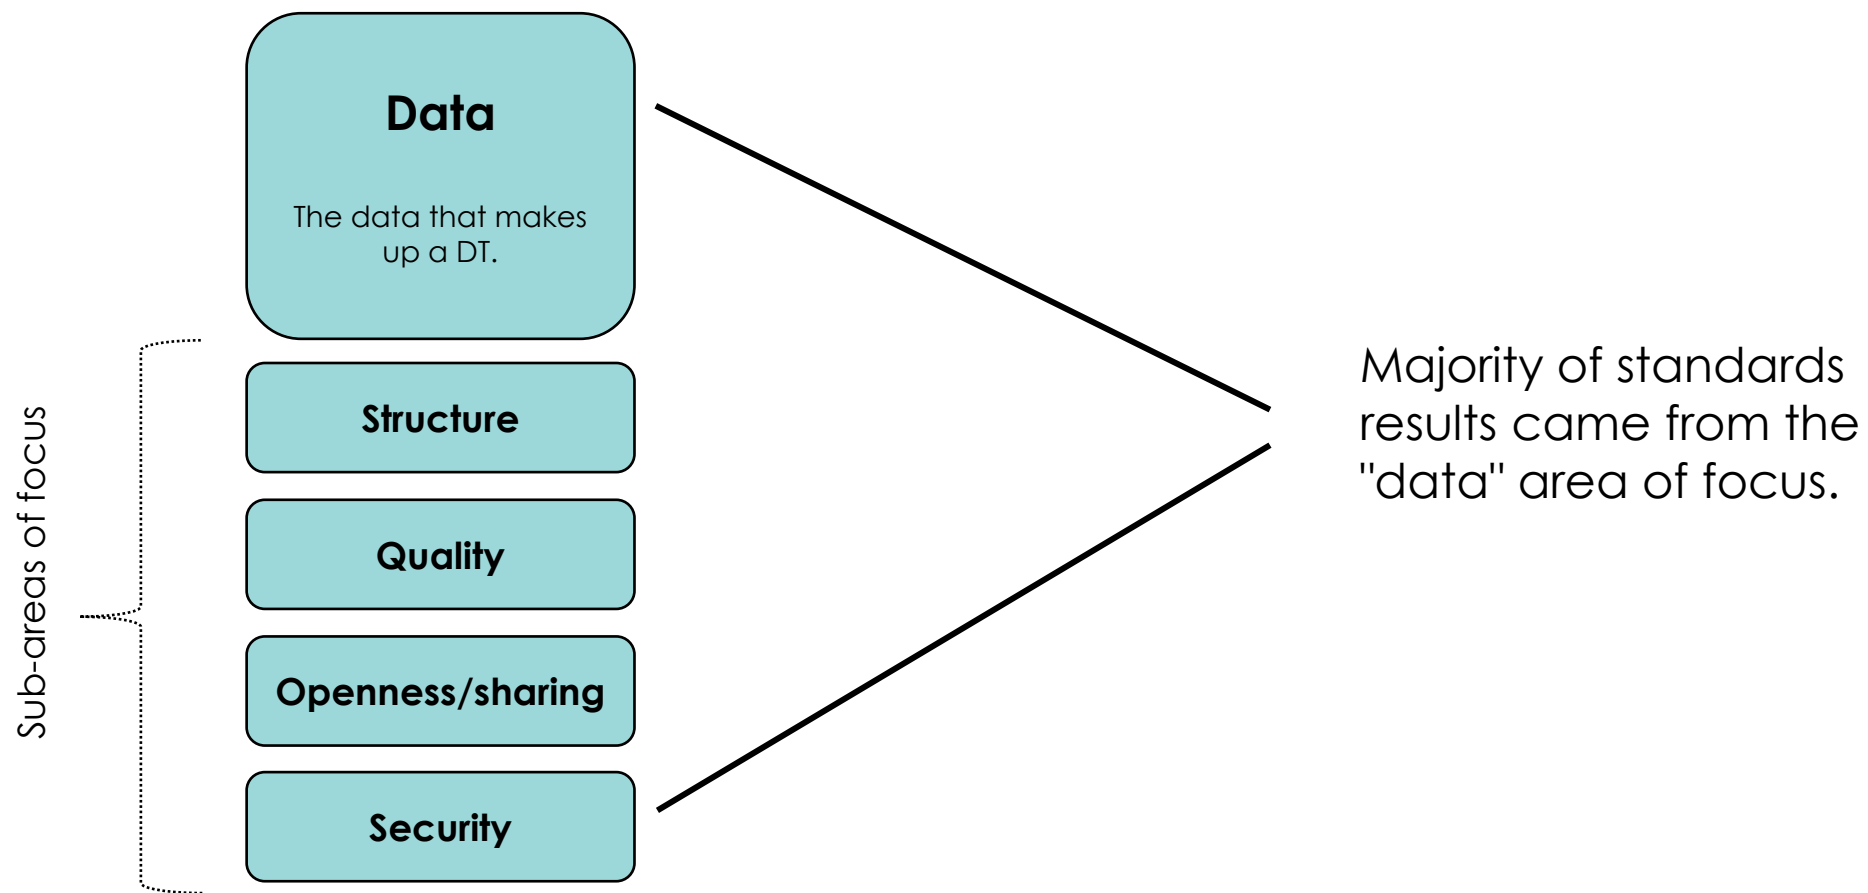 Data
The data that makes
up a DT.
Sub-areas of focus
Structure
Quality
Openness/sharing
Security
Majority of standards
results came from the
"data" area of focus.